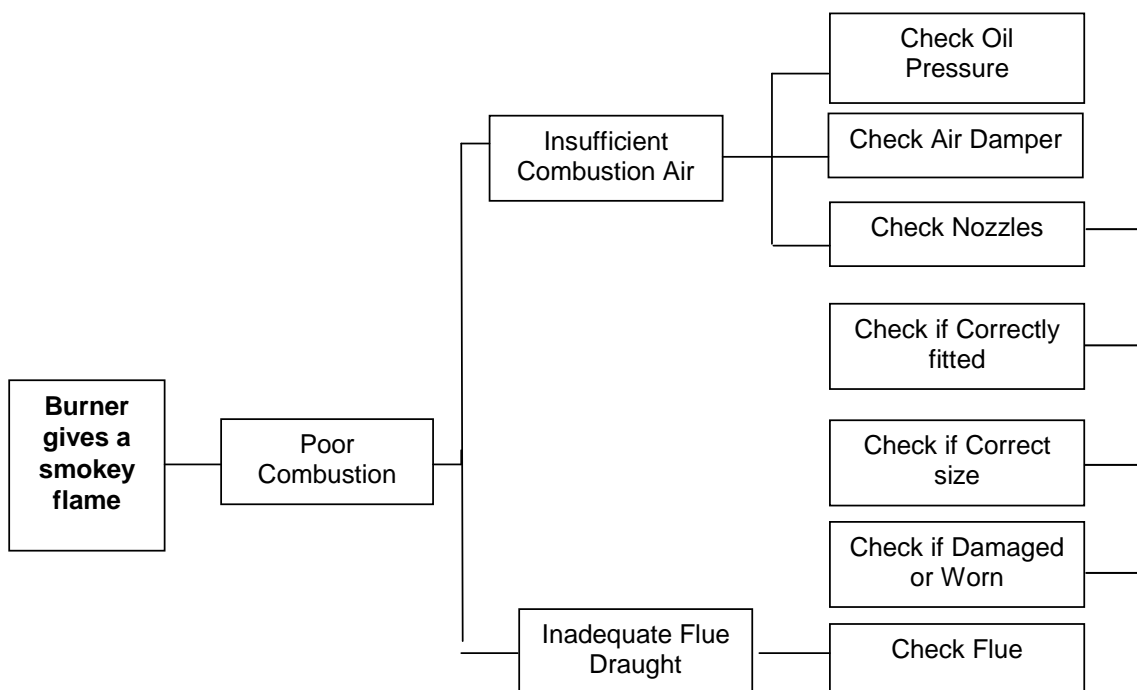 Burner
gives a
smokey
flame
Poor
Combustion
Insufficient
Combustion Air
Check Oil
Pressure
Check Air Damper
Check Nozzles
Check if Correctly
fitted
Check if Correct
size
Check if Damaged
or Worn
Inadequate Flue
Draught
Check Flue